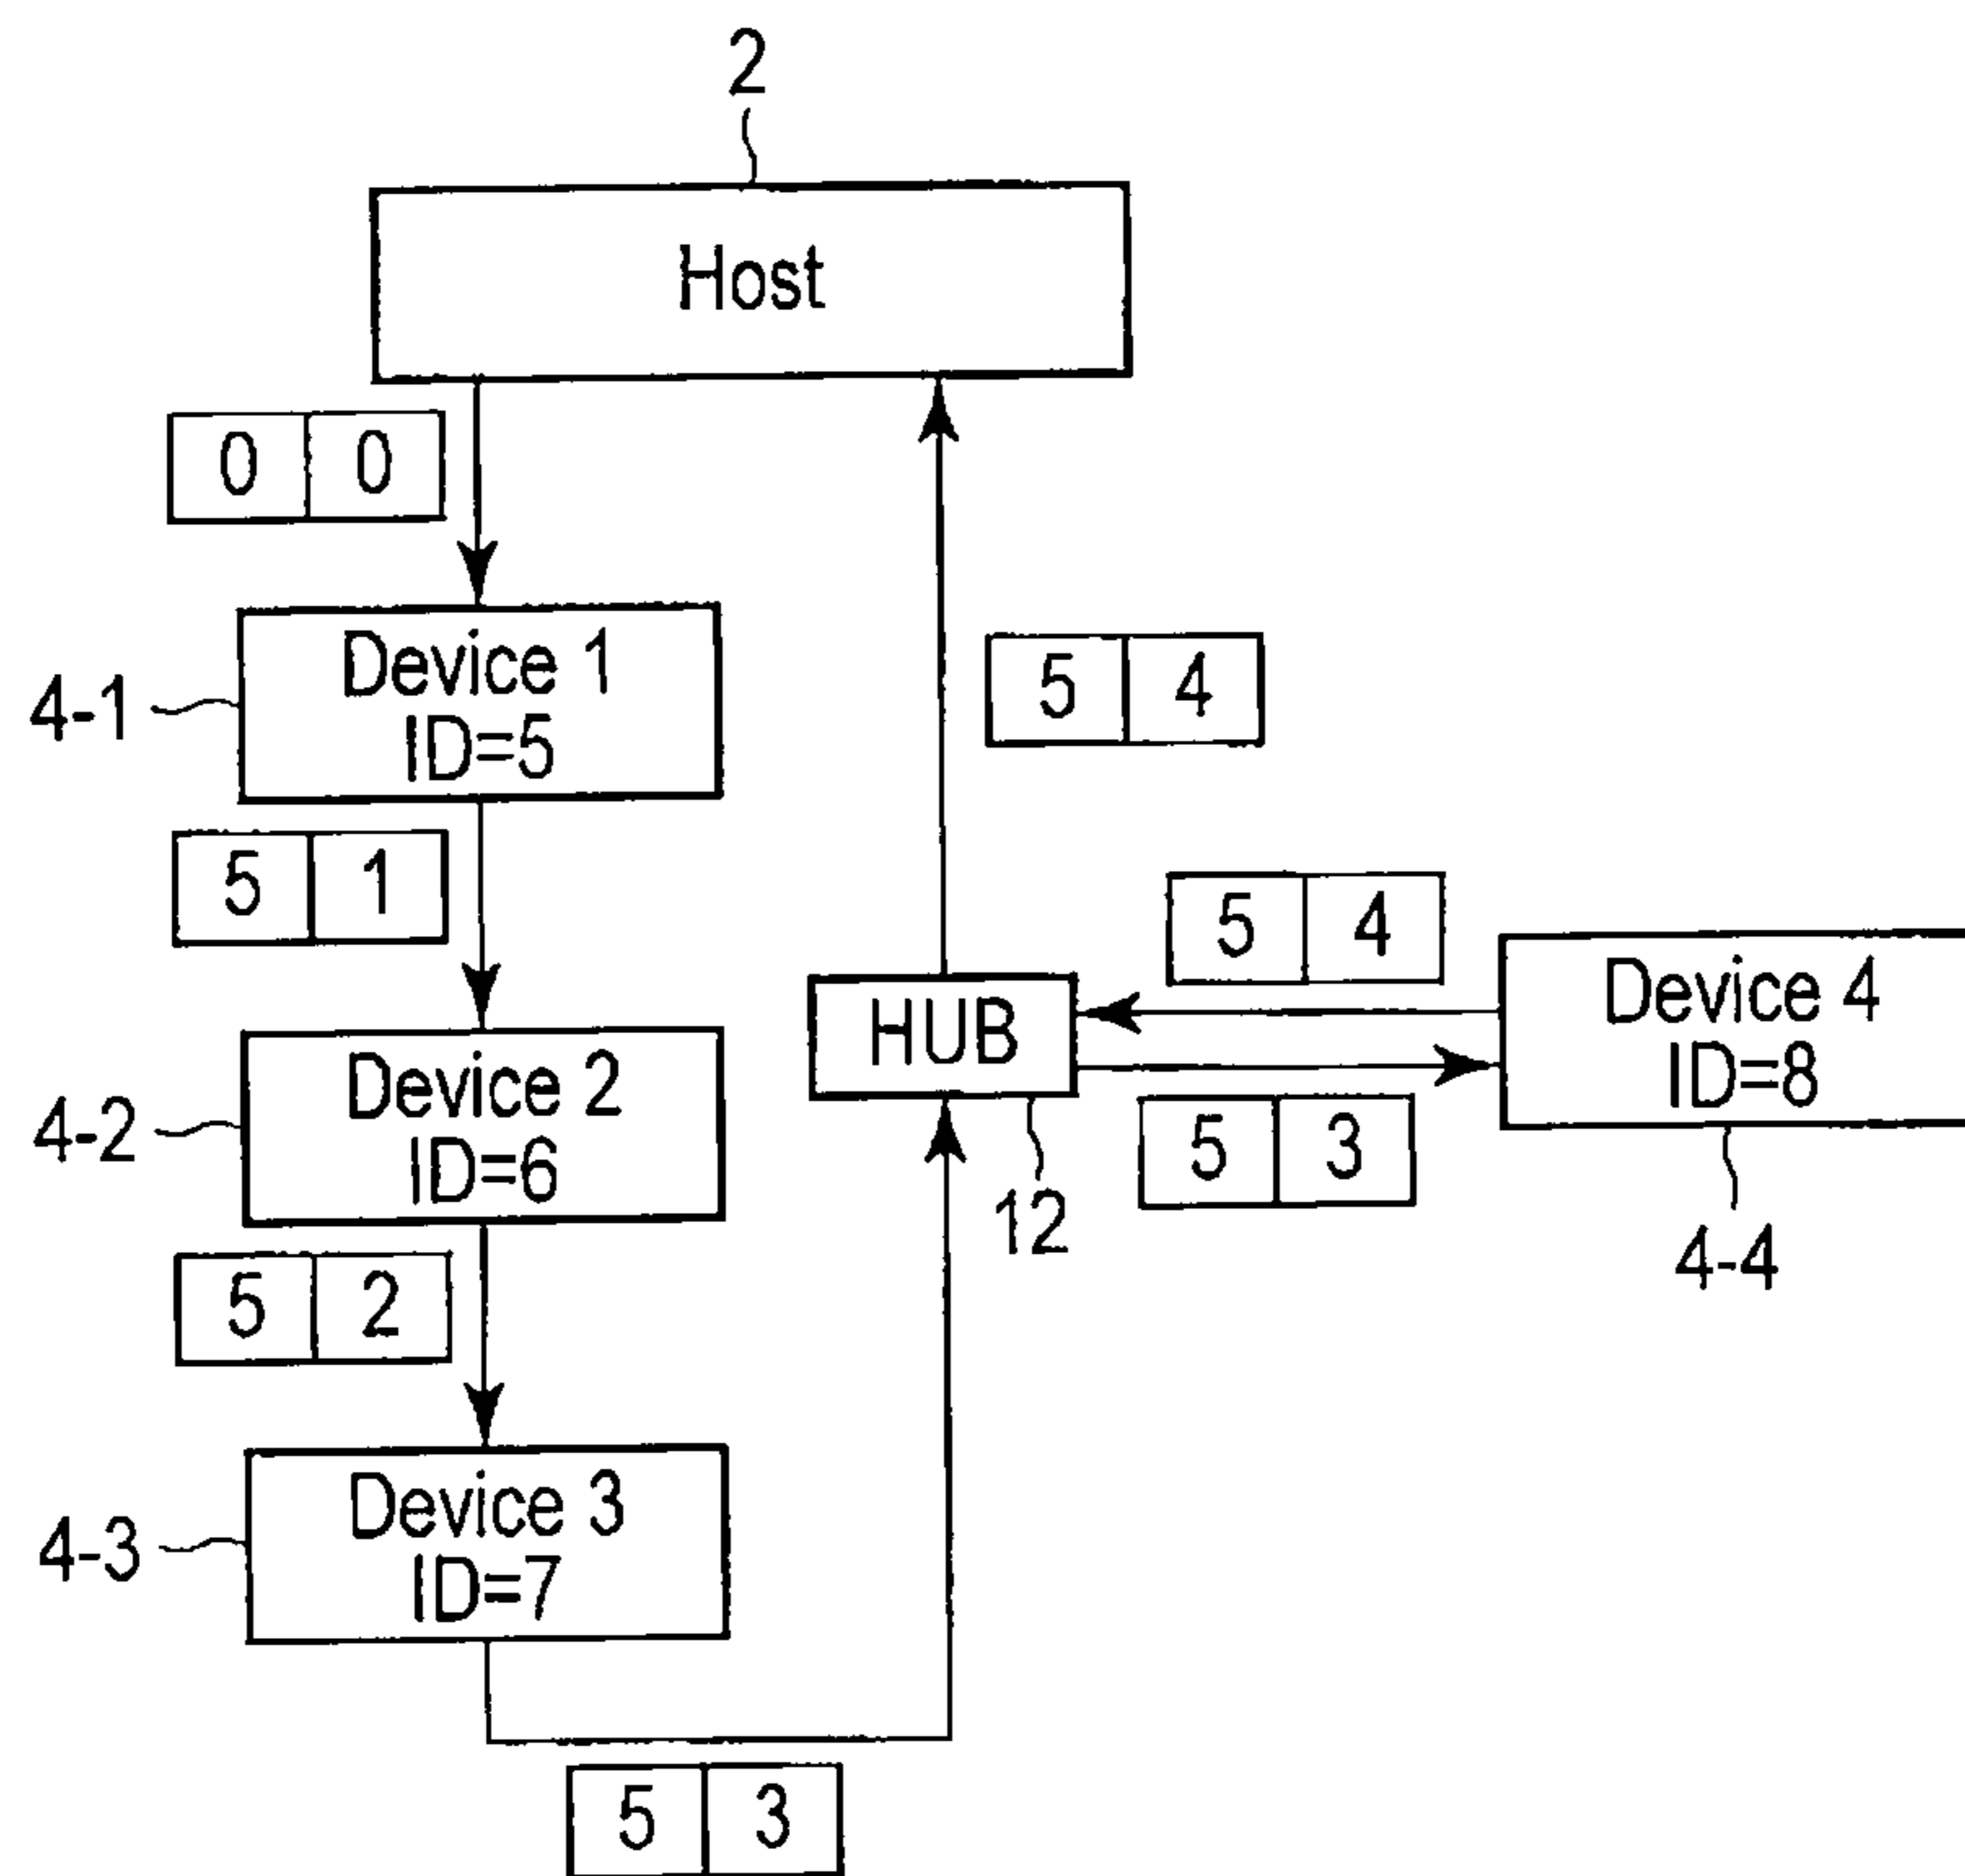 2
Host
0 0
Device 1
ID=5
4-1
5 4
5 1
5 4
Device 4
ID=8
HUB
Device 2
ID=6
4-2
5 3
12
4-4
5 2
Device 3
ID=7
4-3
5 3